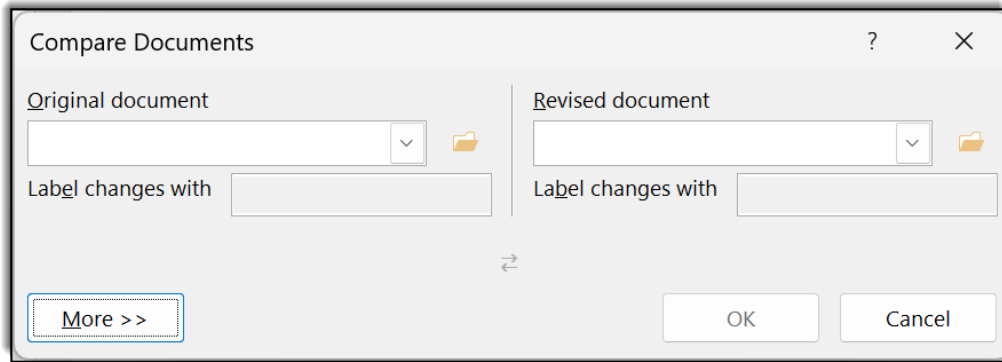 Compare Documents ?
Original document
Revised document
Label changes with
Label changes with
More >>
OK
Cancel